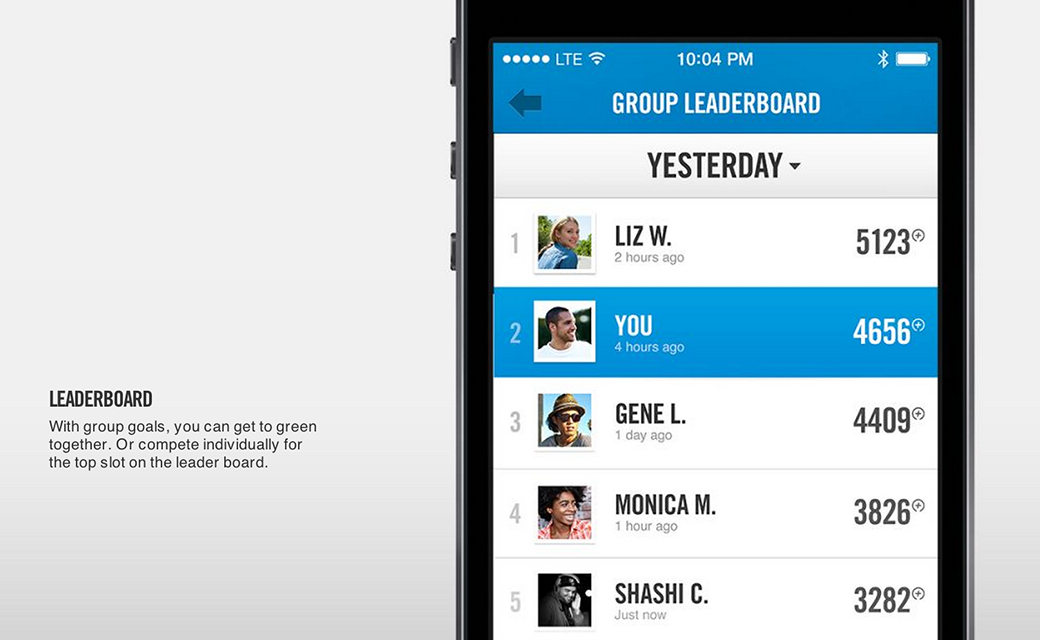 LTE 10:04 PM
GROUP LEADERBOARD
YESTERDAY
1 LIZ W. 5123
2 hours ago
2 YOU 4656
4 hours ago
3 GENE L. 4409
1 day ago
4 MONICA M. 3826
1 hour ago
5 SHASHI C. 3282
Just now
LEADERBOARD
With group goals, you can get to green
together. Or compete individually for
the top slot on the leader board.